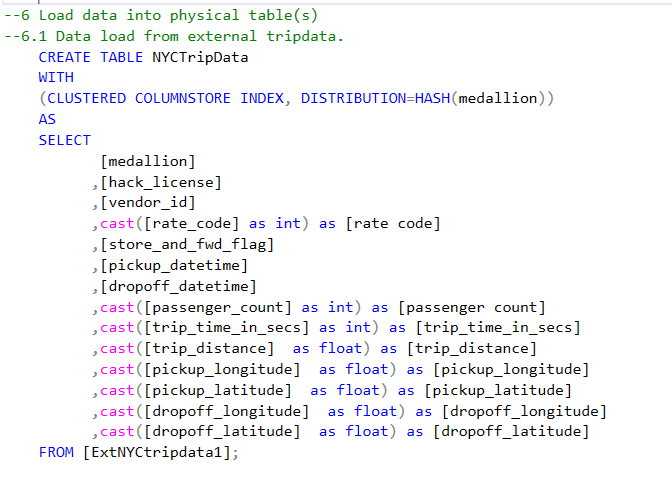 --6 Load data into physical table(s)
--6.1 Data load from external tripdata.
CREATE TABLE NYCTripData
WITH
(CLUSTERED COLUMNSTORE INDEX, DISTRIBUTION=HASH(medallion))
AS
SELECT
[medallion]
,[hack_license]
,[vendor_id]
,cast([rate_code] as int) as [rate code]
,[store_and_fwd_flag]
,[pickup_datetime]
,[dropoff_datetime]
,cast([passenger_count] as int) as [passenger count]
,cast([trip_time_in_secs] as int) as [trip_time_in_secs]
,cast([trip_distance]  as float) as [trip_distance]
,cast([pickup_longitude]  as float) as [pickup_longitude]
,cast([pickup_latitude]  as float) as [pickup_latitude]
,cast([dropoff_longitude]  as float) as [dropoff_longitude]
,cast([dropoff_latitude]  as float) as [dropoff_latitude]
FROM [ExtNYCtripdata1];